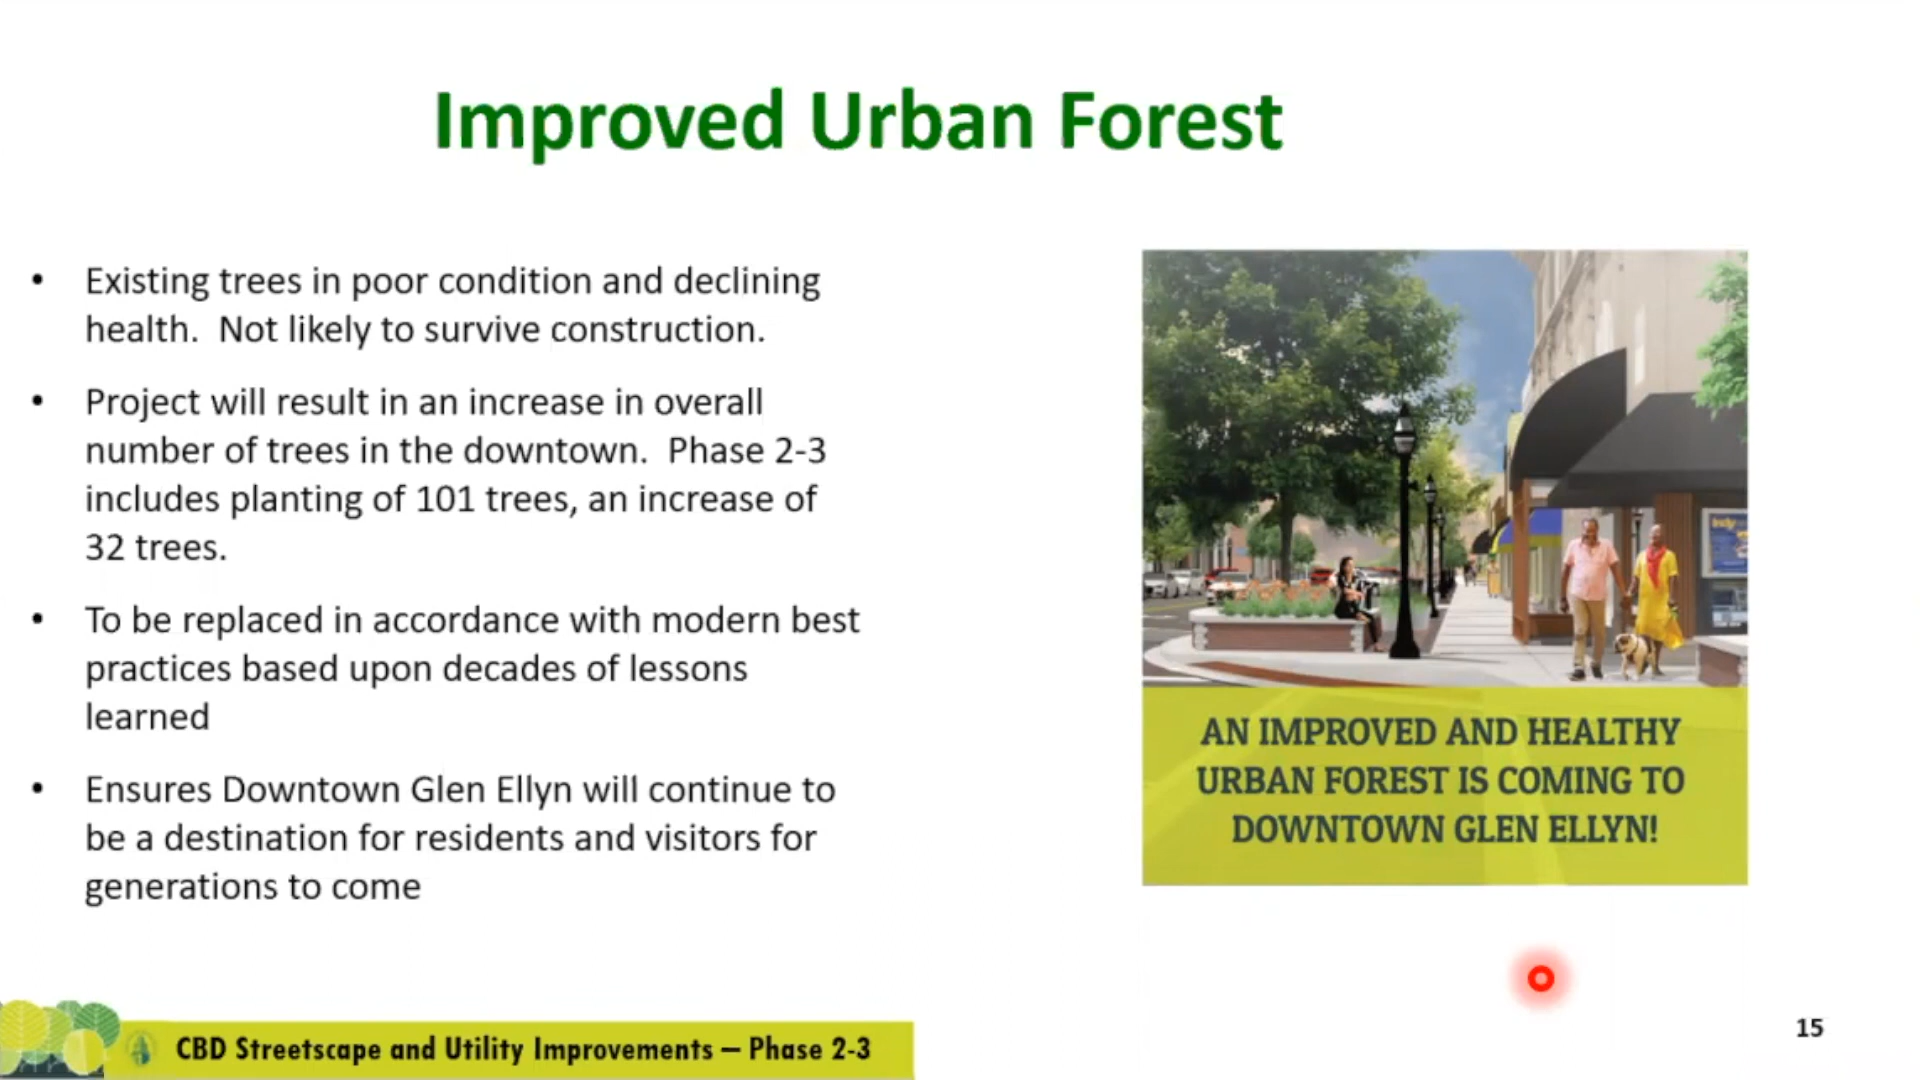 Improved Urban Forest
• Existing trees in poor condition and declining
health.  Not likely to survive construction.
• Project will result in an increase in overall
number of trees in the downtown.  Phase 2-3
includes planting of 101 trees, an increase of
32 trees.
• To be replaced in accordance with modern best
practices based upon decades of lessons
learned
• Ensures Downtown Glen Ellyn will continue to
be a destination for residents and visitors for
generations to come
AN IMPROVED AND HEALTHY
URBAN FOREST IS COMING TO
DOWNTOWN GLEN ELLYN!
CBD Streetscape and Utility Improvements – Phase 2-3
15